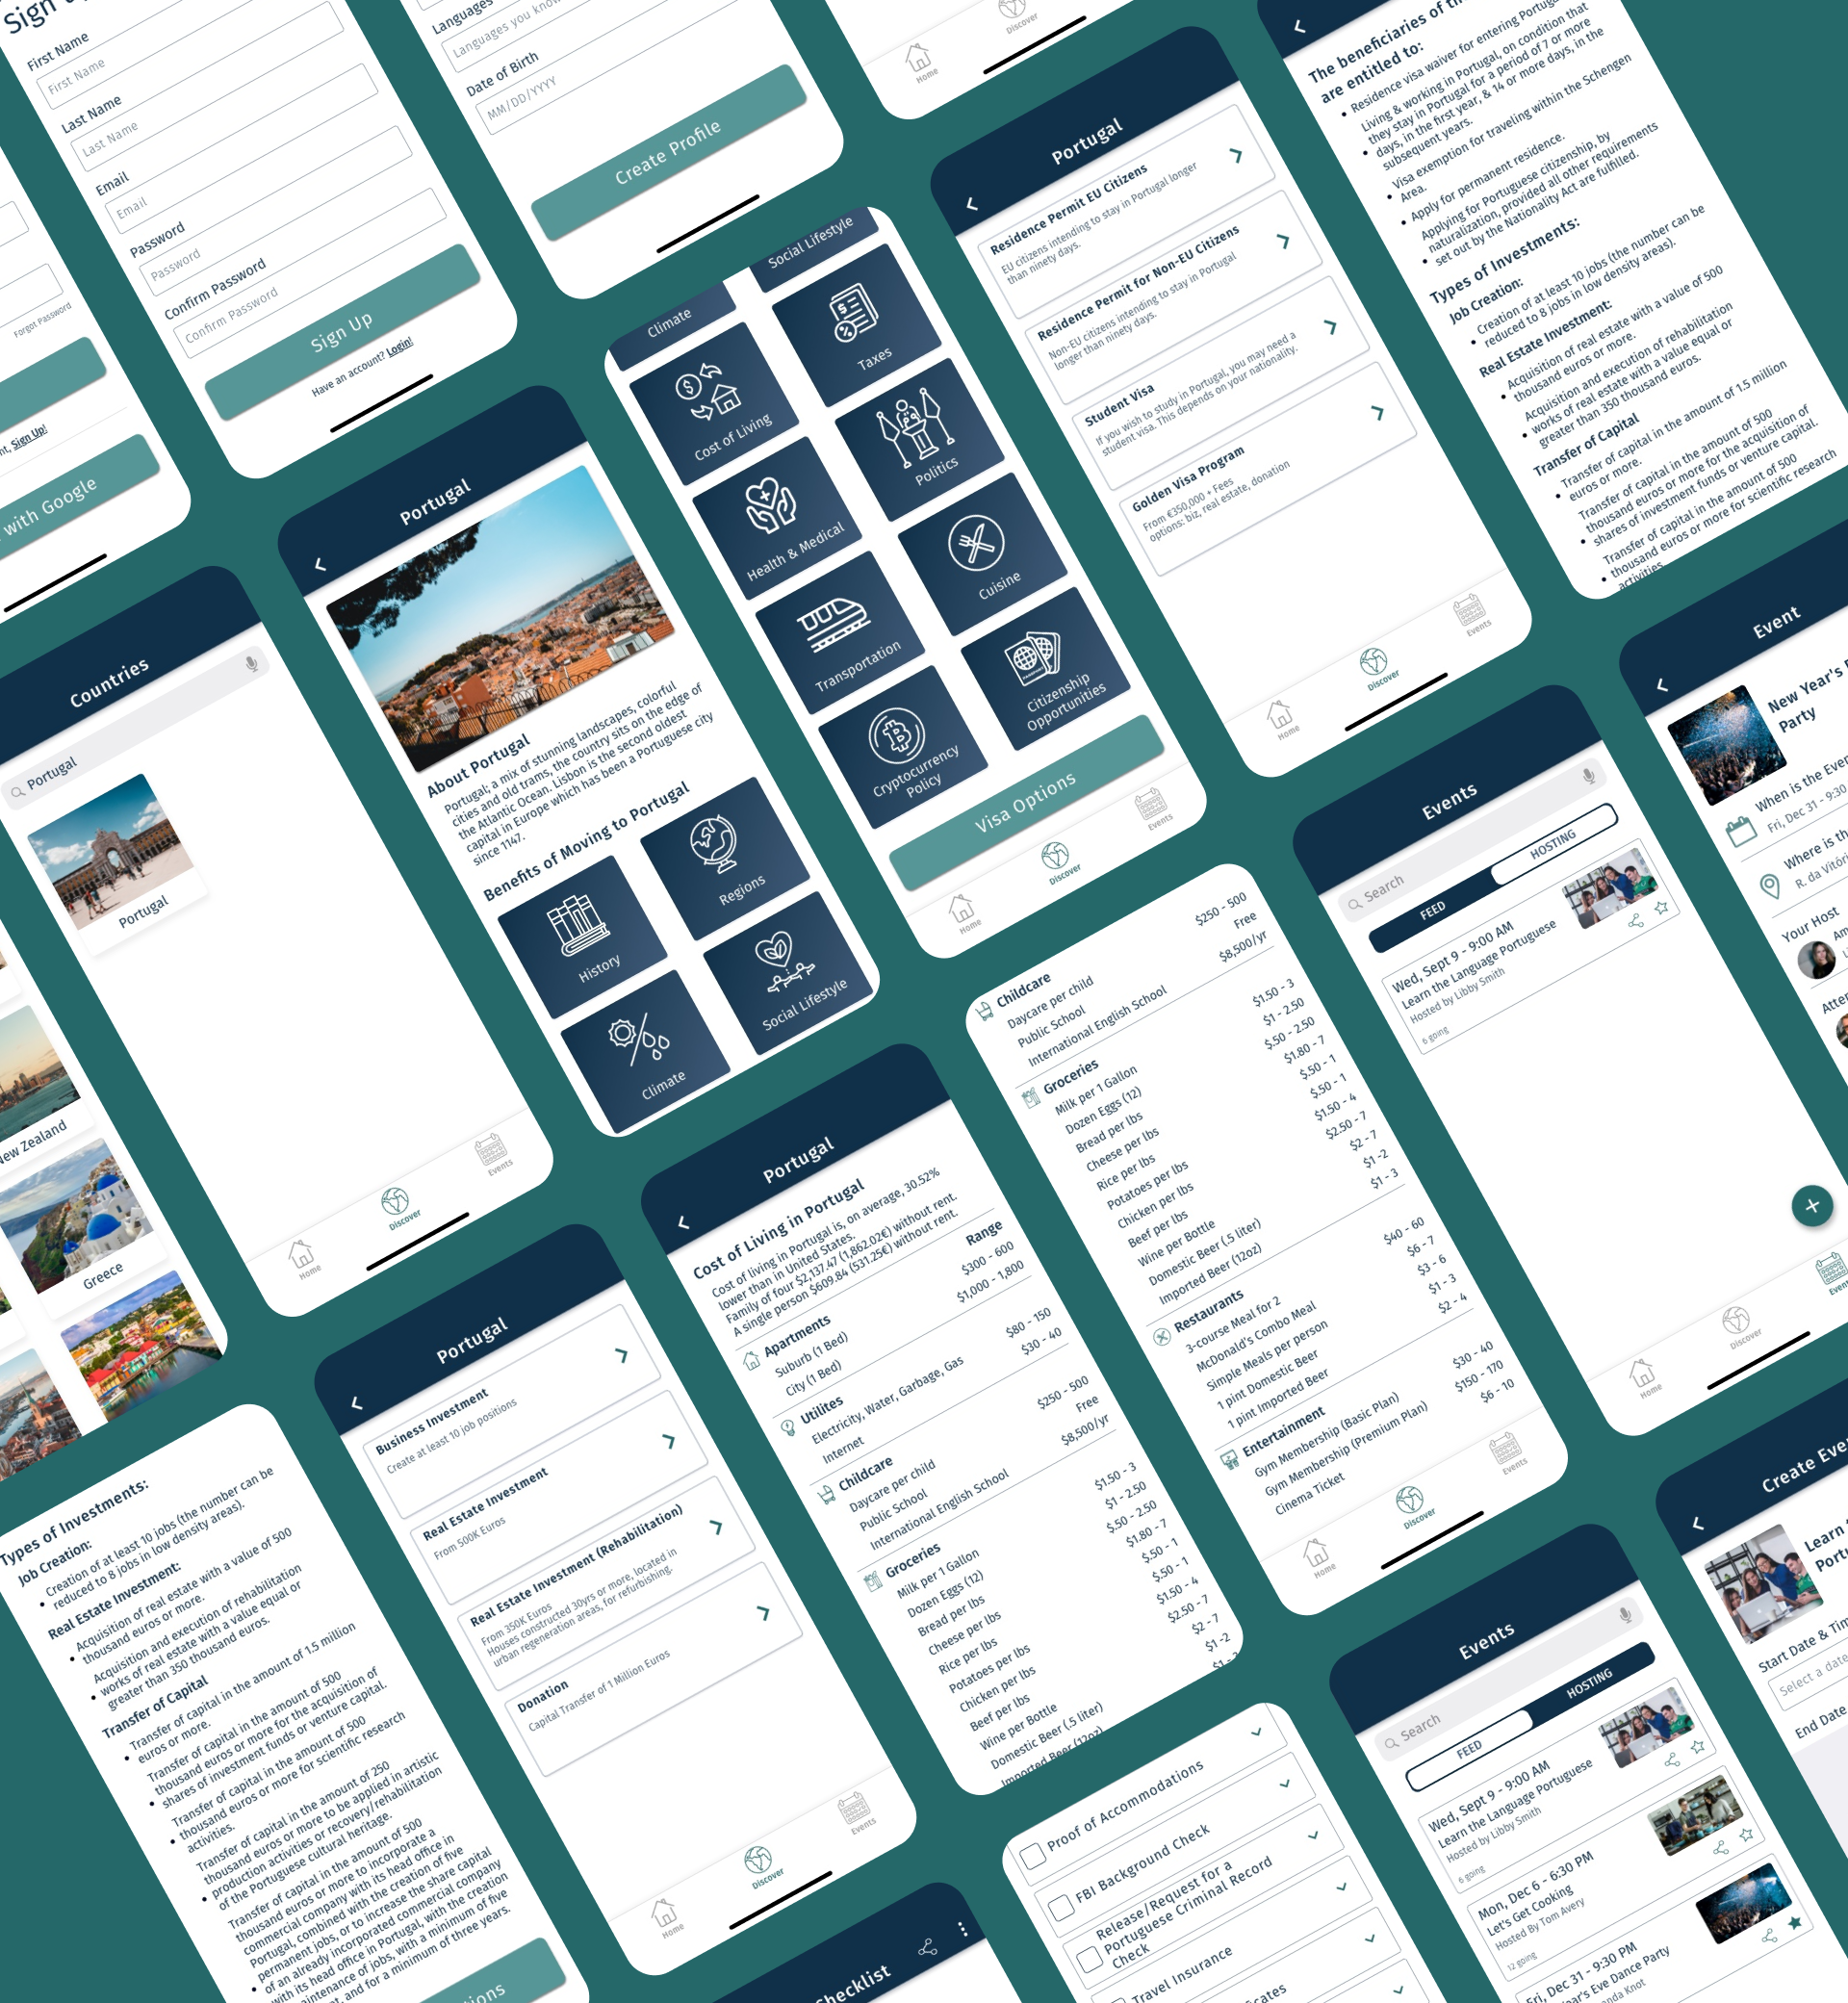 Sign
First Name
First Name
Last Name
Last Name
Email
Email
Password
Password
Confirm Password
Confirm Password
Sign Up
Have an account? Login!
Forgot Password
Sign Up!
with Google
Languages
Languages you know
Date of Birth
MM/DD/YYYY
Create Profile
Home
Discover
Portugal
Residence Permit EU Citizens
EU citizens intending to stay in Portugal longer
than ninety days.
Residence Permit for Non-EU Citizens
Non-EU citizens intending to stay in Portugal
longer than ninety days.
Student Visa
If you wish to study in Portugal, you may need a
student visa. This depends on your nationality.
Golden Visa Program
From €350,000 + Fees
options: biz, real estate, donation
Home
Discover
Events
The beneficiaries of
are entitled to:
Residence visa waiver for entering
Living & working in Portugal, on condition that
they stay in Portugal for a period of 7 or more
days, in the first year, & 14 or more days, in the
subsequent years.
Visa exemption for traveling within the Schengen
Area.
Apply for permanent residence.
Applying for Portuguese citizenship, by
naturalization, provided all other requirements
set out by the Nationality Act are fulfilled.
Types of Investments:
Job Creation:
Creation of at least 10 jobs (the number can be
reduced to 8 jobs in low density areas).
Real Estate Investment:
Acquisition of real estate with a value of 500
thousand euros or more.
Acquisition and execution of rehabilitation
works of real estate with a value equal or
greater than 350 thousand euros.
Transfer of Capital
Transfer of capital in the amount of 1.5 million
euros or more.
Transfer of capital in the amount of 500
thousand euros or more for the acquisition of
shares of investment funds or venture capital.
Transfer of capital in the amount of 500
thousand euros or more for scientific research
activities.
Countries
Portugal
Portugal
Home
Discover
Events
New Zealand
Greece
Portugal
About Portugal
Portugal; a mix of stunning landscapes, colorful
cities and old trams, the country sits on the edge of
the Atlantic Ocean. Lisbon is the second oldest
capital in Europe which has been a Portuguese city
since 1147.
Benefits of Moving to Portugal
History
Regions
Climate
Social Lifestyle
Climate
Social Lifestyle
Cost of Living
Taxes
Health & Medical
Politics
Transportation
Cuisine
Cryptocurrency
Policy
Citizenship
Opportunities
Visa Options
Home
Discover
Events
Event
New Year's
Party
When is the
Fri, Dec 31 - 9:30
Where is
R. da
Your Host
Events
Search
FEED
HOSTING
Wed, Sept 9 - 9:00 AM
Learn the Language Portuguese
Hosted by Libby Smith
6 going
Home
Discover
Portugal
Cost of Living in Portugal
Cost of living in Portugal is, on average, 30.52%
lower than in United States.
Family of four $2,137.47 (1,862.02€) without rent.
A single person $609.84 (531.25€) without rent.
Range
Apartments
Suburb (1 Bed) $300 - 600
City (1 Bed) $1,000 - 1,800
Utilites
Electricity, Water, Garbage, Gas $80 - 150
Internet $30 - 40
Childcare
Daycare per child $250 - 500
Public School Free
International English School $8,500/yr
Groceries
Milk per 1 Gallon $1.50 - 3
Dozen Eggs (12) $1 - 2.50
Bread per lbs $.50 - 2.50
Cheese per lbs $1.80 - 7
Rice per lbs $.50 - 1
Potatoes per lbs $.50 - 1
Chicken per lbs $1.50 - 4
Beef per lbs $2.50 - 7
Wine per Bottle $2 - 7
Domestic Beer (.5 liter) $1 -2
Imported Beer (12oz)
Childcare
Daycare per child $250 - 500
Public School Free
International English School $8,500/yr
Groceries
Milk per 1 Gallon $1.50 - 3
Dozen Eggs (12) $1 - 2.50
Bread per lbs $.50 - 2.50
Cheese per lbs $1.80 - 7
Rice per lbs $.50 - 1
Potatoes per lbs $.50 - 1
Chicken per lbs $1.50 - 4
Beef per lbs $2.50 - 7
Wine per Bottle $2 - 7
Domestic Beer (.5 liter) $1 -2
Imported Beer (12oz) $1 - 3
Restaurants
3-course Meal for 2 $40 - 60
McDonald's Combo Meal $6 - 7
Simple Meals per person $3 - 6
1 pint Domestic Beer $1 - 3
1 pint Imported Beer $2 - 4
Entertainment
Gym Membership (Basic Plan) $30 - 40
Gym Membership (Premium Plan) $150 - 170
Cinema Ticket $6 - 10
Home
Discover
Events
Portugal
Business Investment
Create at least 10 job positions
Real Estate Investment
From 500K Euros
Real Estate Investment (Rehabilitation)
From 350K Euros
Houses constructed 30yrs or more, located in
urban regeneration areas, for refurbishing.
Donation
Capital Transfer of 1 Million Euros
Home
Discover
Events
Types of Investments:
Job Creation:
Creation of at least 10 jobs (the number can be
reduced to 8 jobs in low density areas).
Real Estate Investment:
Acquisition of real estate with a value of 500
thousand euros or more.
Acquisition and execution of rehabilitation
works of real estate with a value equal or
greater than 350 thousand euros.
Transfer of Capital
Transfer of capital in the amount of 1.5 million
euros or more.
Transfer of capital in the amount of 500
thousand euros or more for the acquisition of
shares of investment funds or venture capital.
Transfer of capital in the amount of 500
thousand euros or more for scientific research
activities.
Transfer of capital in the amount of 250
thousand euros or more to be applied in artistic
production activities or recovery/rehabilitation
of the Portuguese cultural heritage.
Transfer of capital in the amount of 500
thousand euros or more to incorporate a
commercial company with its head office in
Portugal, combined with the creation of five
permanent jobs, or to increase the share capital
of an already incorporated commercial company
with its head office in Portugal, with the creation
of jobs, with a minimum of five
and for a minimum of three years.
Checklist
Proof of Accommodations
FBI Background Check
Release/Request for a
Portuguese Criminal Record
Check
Travel Insurance
Events
Search
FEED
HOSTING
Wed, Sept 9 - 9:00 AM
Learn the Language Portuguese
Hosted by Libby Smith
6 going
Mon, Dec 6 - 6:30 PM
Let's Get Cooking
Hosted By Tom Avery
12 going
Fri, Dec 31 - 9:30 PM
Year's Eve Dance Party
Knot
Create
Learn
Start Date &
Select a date
End Date